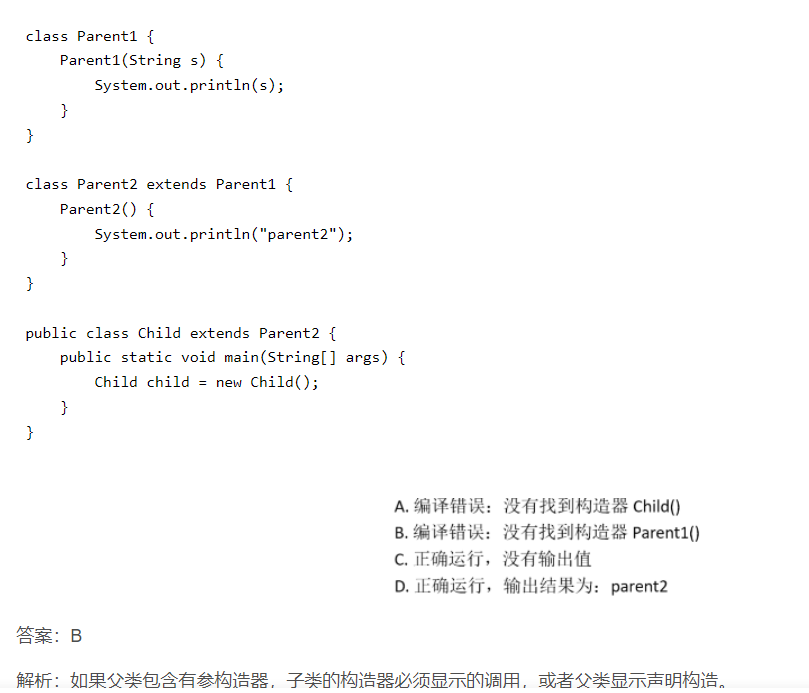 class Parent1 {
    Parent1(String s) {
        System.out.println(s);
    }
}
class Parent2 extends Parent1 {
    Parent2() {
        System.out.println("parent2");
    }
}
public class Child extends Parent2 {
    public static void main(String[] args) {
        Child child = new Child();
    }
}
A. 编译错误：没有找到构造器 Child()
B. 编译错误：没有找到构造器 Parent1()
C. 正确运行，没有输出值
D. 正确运行，输出结果为：parent2
答案：B
解析：如果父类包含有参构造器，子类的构造器必须显示的调用，或者父类显示声明构造。